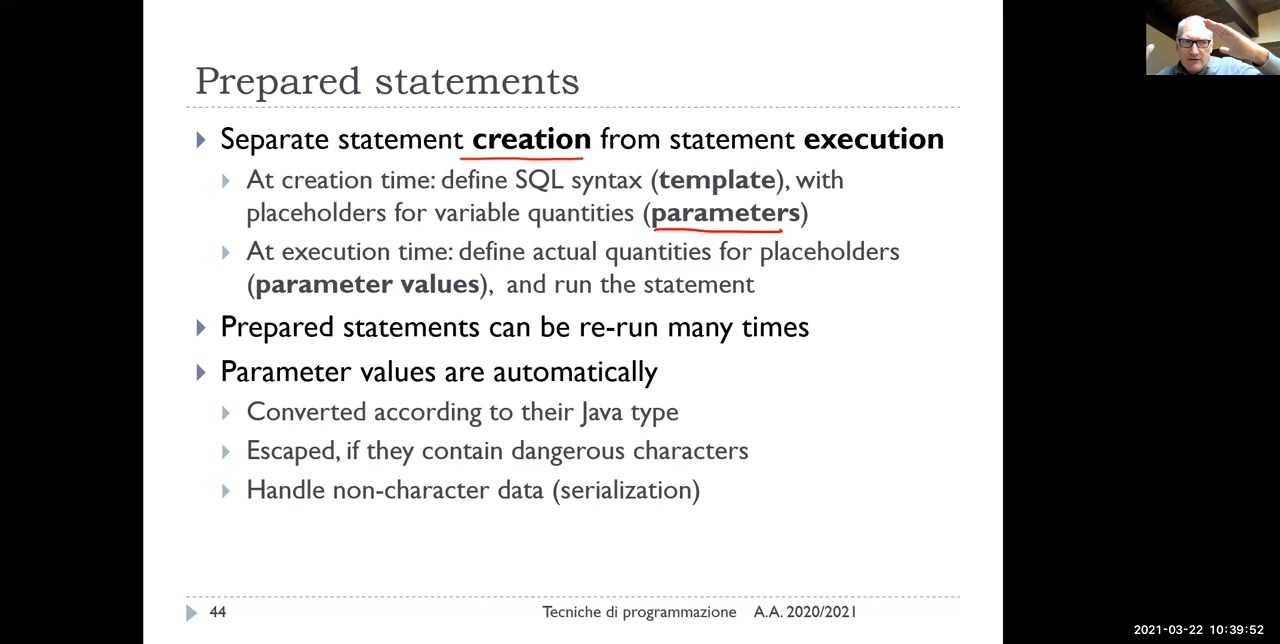 Prepared statements
Separate statement creation from statement execution
At creation time: define SQL syntax (template), with
placeholders for variable quantities (parameters)
At execution time: define actual quantities for placeholders
(parameter values), and run the statement
Prepared statements can be re-run many times
Parameter values are automatically
Converted according to their Java type
Escaped, if they contain dangerous characters
Handle non-character data (serialization)
44
Tecniche di programmazione A.A. 2020/2021
2021-03-22 10:39:52